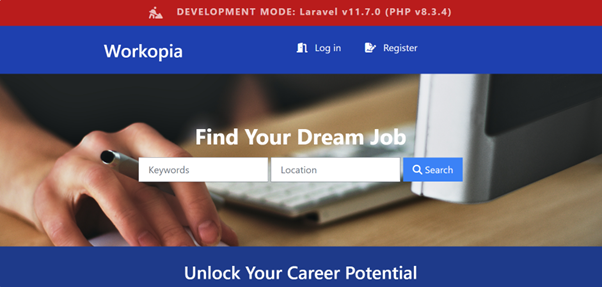 DEVELOPMENT MODE: Laravel v11.7.0 (PHP v8.3.4)
Workopia Log in Register
Find Your Dream Job
Keywords Location Search
Unlock Your Career Potential